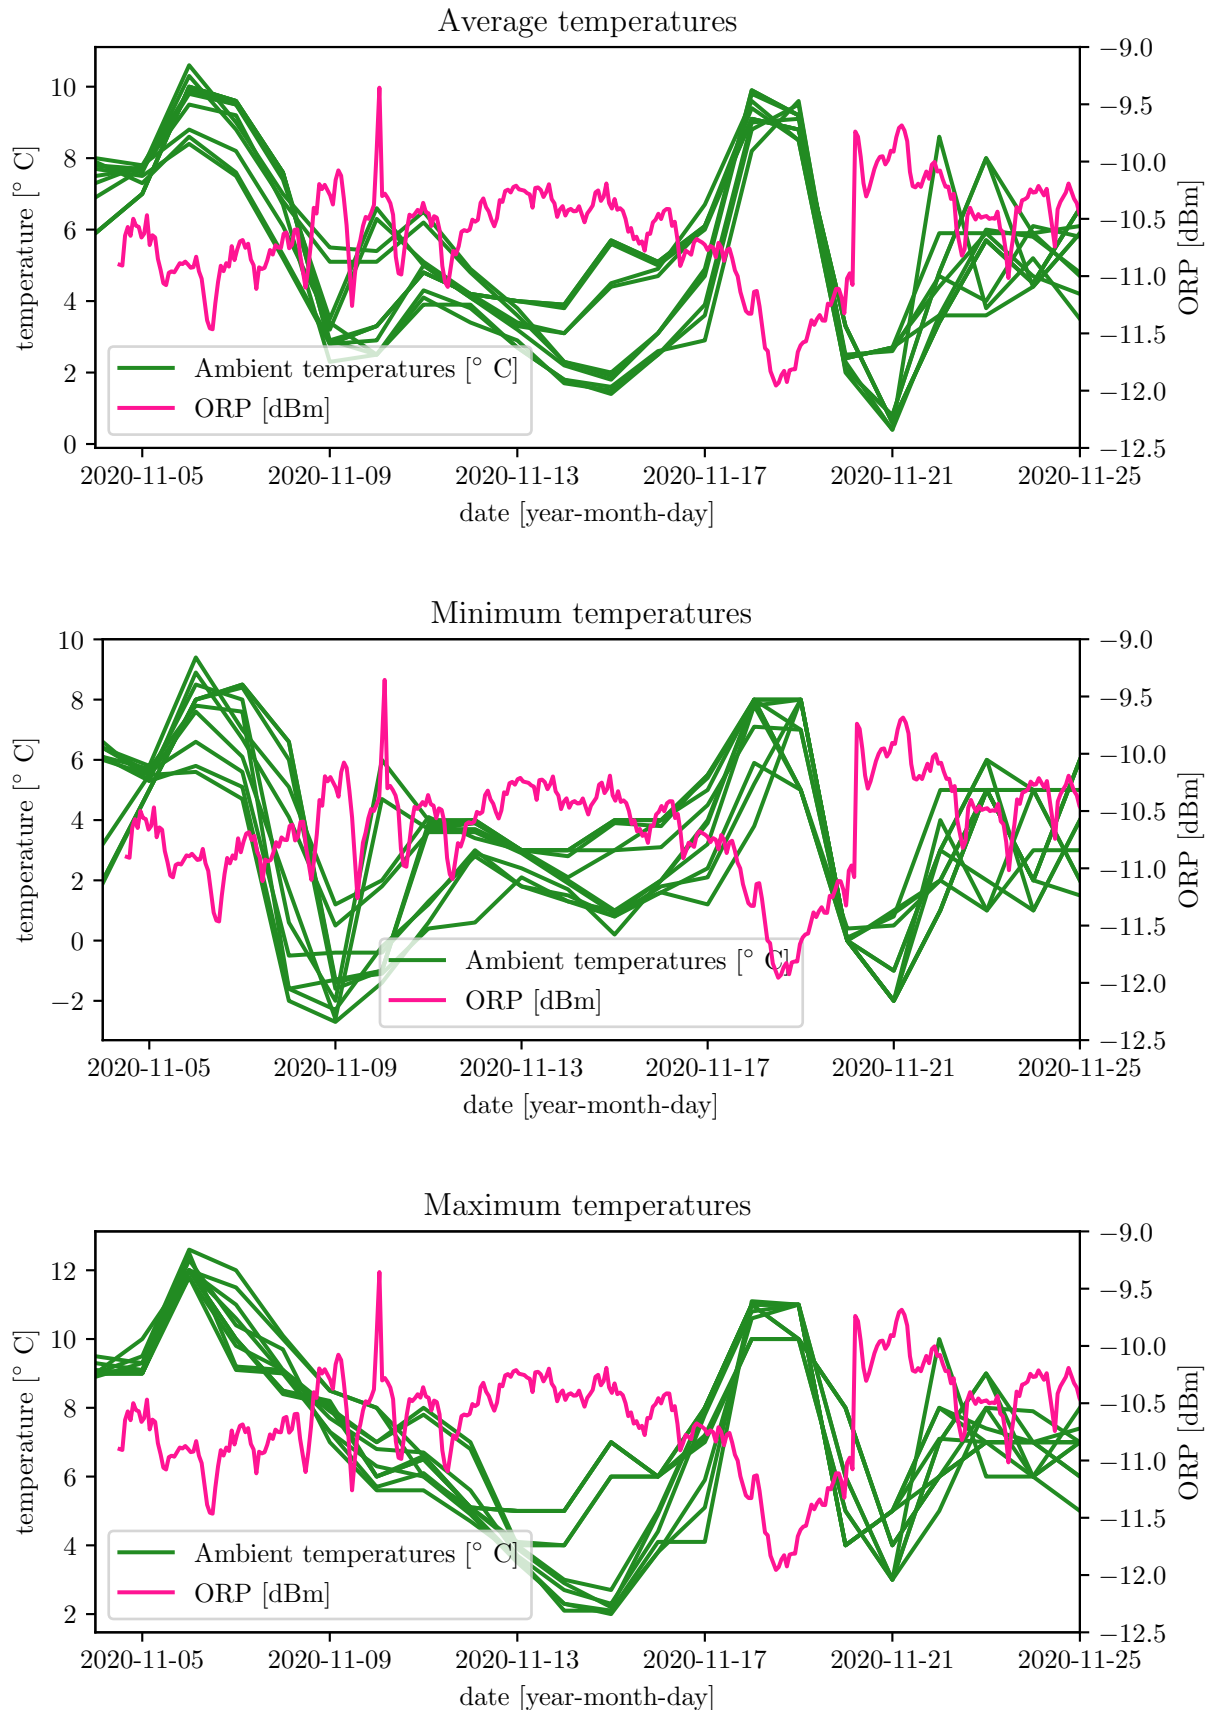 Average temperatures
10
8
6
4
2
0
temperature [° C]
−9.0
−9.5
−10.0
−10.5
−11.0
−11.5
−12.0
−12.5
ORP [dBm]
Ambient temperatures [° C]
ORP [dBm]
2020-11-05 2020-11-09 2020-11-13 2020-11-17 2020-11-21 2020-11-25
date [year-month-day]
Minimum temperatures
10
8
6
4
2
0
−2
temperature [° C]
−9.0
−9.5
−10.0
−10.5
−11.0
−11.5
−12.0
−12.5
ORP [dBm]
Ambient temperatures [° C]
ORP [dBm]
2020-11-05 2020-11-09 2020-11-13 2020-11-17 2020-11-21 2020-11-25
date [year-month-day]
Maximum temperatures
12
10
8
6
4
2
temperature [° C]
−9.0
−9.5
−10.0
−10.5
−11.0
−11.5
−12.0
−12.5
ORP [dBm]
Ambient temperatures [° C]
ORP [dBm]
2020-11-05 2020-11-09 2020-11-13 2020-11-17 2020-11-21 2020-11-25
date [year-month-day]